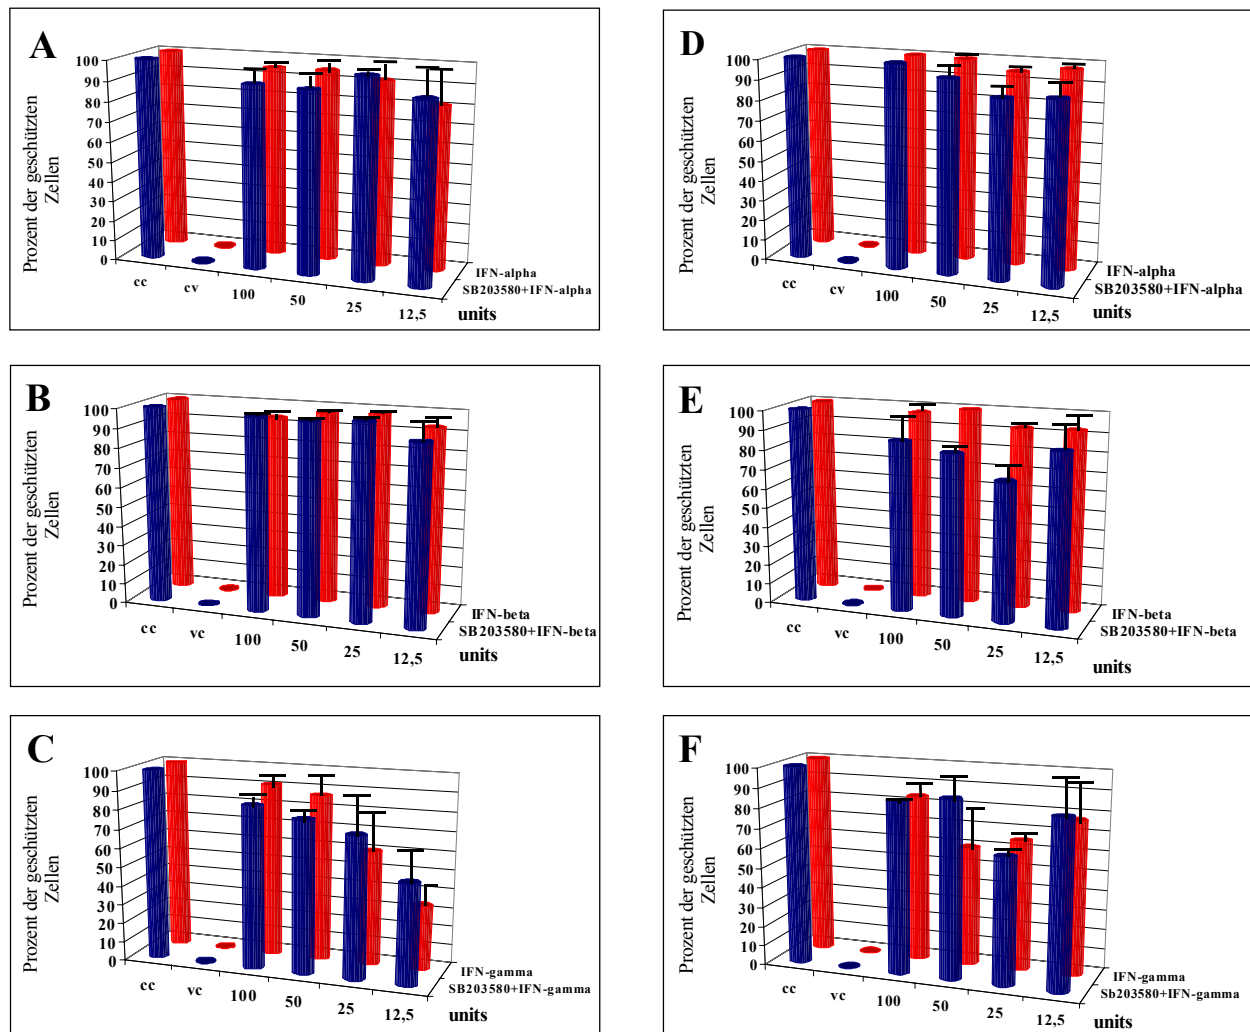 A
Prozent der geschützten
Zellen
100
90
80
70
60
50
40
30
20
10
0
cc
cv
100
50
25
12,5
units
IFN-alpha
SB203580+IFN-alpha
D
Prozent der geschützten
Zellen
100
90
80
70
60
50
40
30
20
10
0
cc
cv
100
50
25
12,5
units
IFN-alpha
SB203580+IFN-alpha
B
Prozent der geschützten
Zellen
100
90
80
70
60
50
40
30
20
10
0
cc
vc
100
50
25
12,5
units
IFN-beta
SB203580+IFN-beta
E
Prozent der geschützten
Zellen
100
90
80
70
60
50
40
30
20
10
0
cc
vc
100
50
25
12,5
units
IFN-beta
SB203580+IFN-beta
C
Prozent der geschützten
Zellen
100
90
80
70
60
50
40
30
20
10
0
cc
vc
100
50
25
12,5
units
IFN-gamma
SB203580+IFN-gamma
F
Prozent der geschützten
Zellen
100
90
80
70
60
50
40
30
20
10
0
cc
vc
100
50
25
12,5
units
IFN-gamma
Sb203580+IFN-gamma